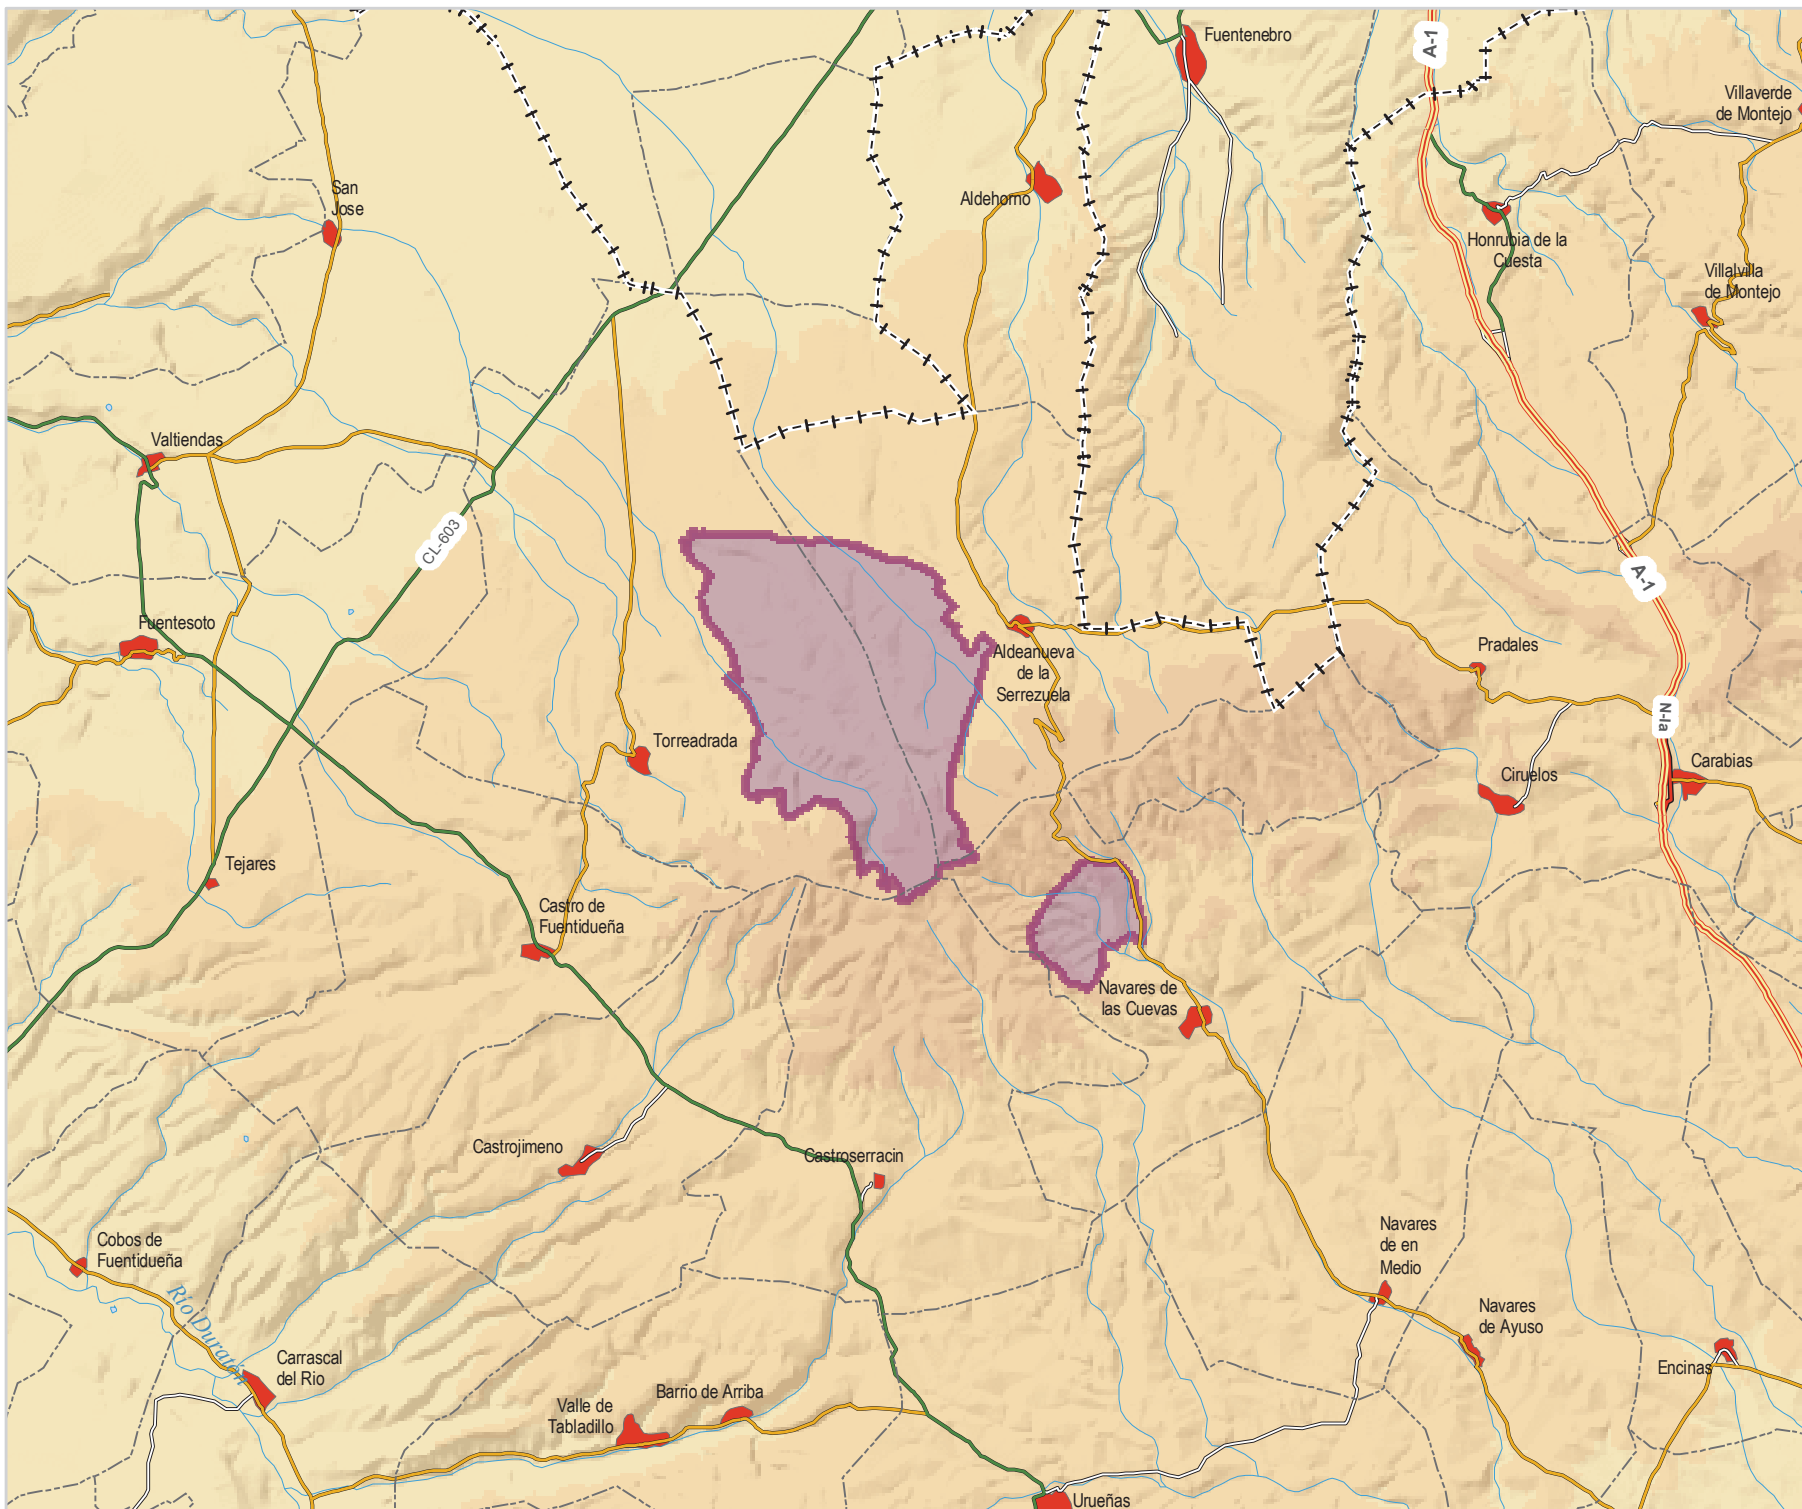 Fuentenebro
A-1
Villaverde
de Montejo
San
Jose
Aldehorno
Honrubia de la
Cuesta
Villalvilla
de Montejo
Valtiendas
CL-603
A-1
Fuentesoto
Aldeanueva
de la
Serrezuela
Pradales
N-Ia
Torreadrada
Ciruelos
Carabias
Tejares
Castro de
Fuentidueña
Navares de
las Cuevas
Castrojimeno
Castroserracin
Cobos de
Fuentidueña
Navares
de en
Medio
Río Duratón
Navares
de Ayuso
Carrascal
del Rio
Encinas
Barrio de Arriba
Valle de
Tabladillo
Urueñas